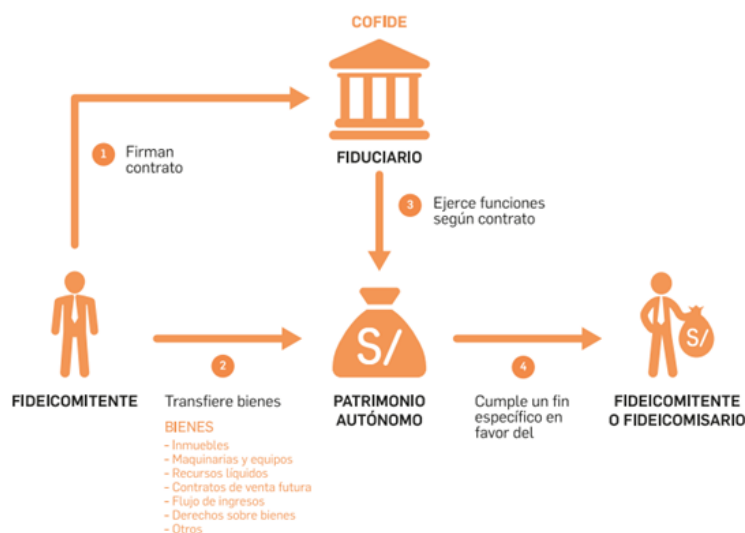 COFIDE
FIDUCIARIO
1
Firman
contrato
3
Ejerce funciones
según contrato
S/
S/
FIDEICOMITENTE
2
Transfiere bienes
BIENES
- Inmuebles
- Maquinarias y equipos
- Recursos líquidos
- Contratos de venta futura
- Flujo de ingresos
- Derechos sobre bienes
- Otros
PATRIMONIO
AUTÓNOMO
4
Cumple un fin
específico en
favor del
FIDEICOMITENTE
O FIDEICOMISARIO